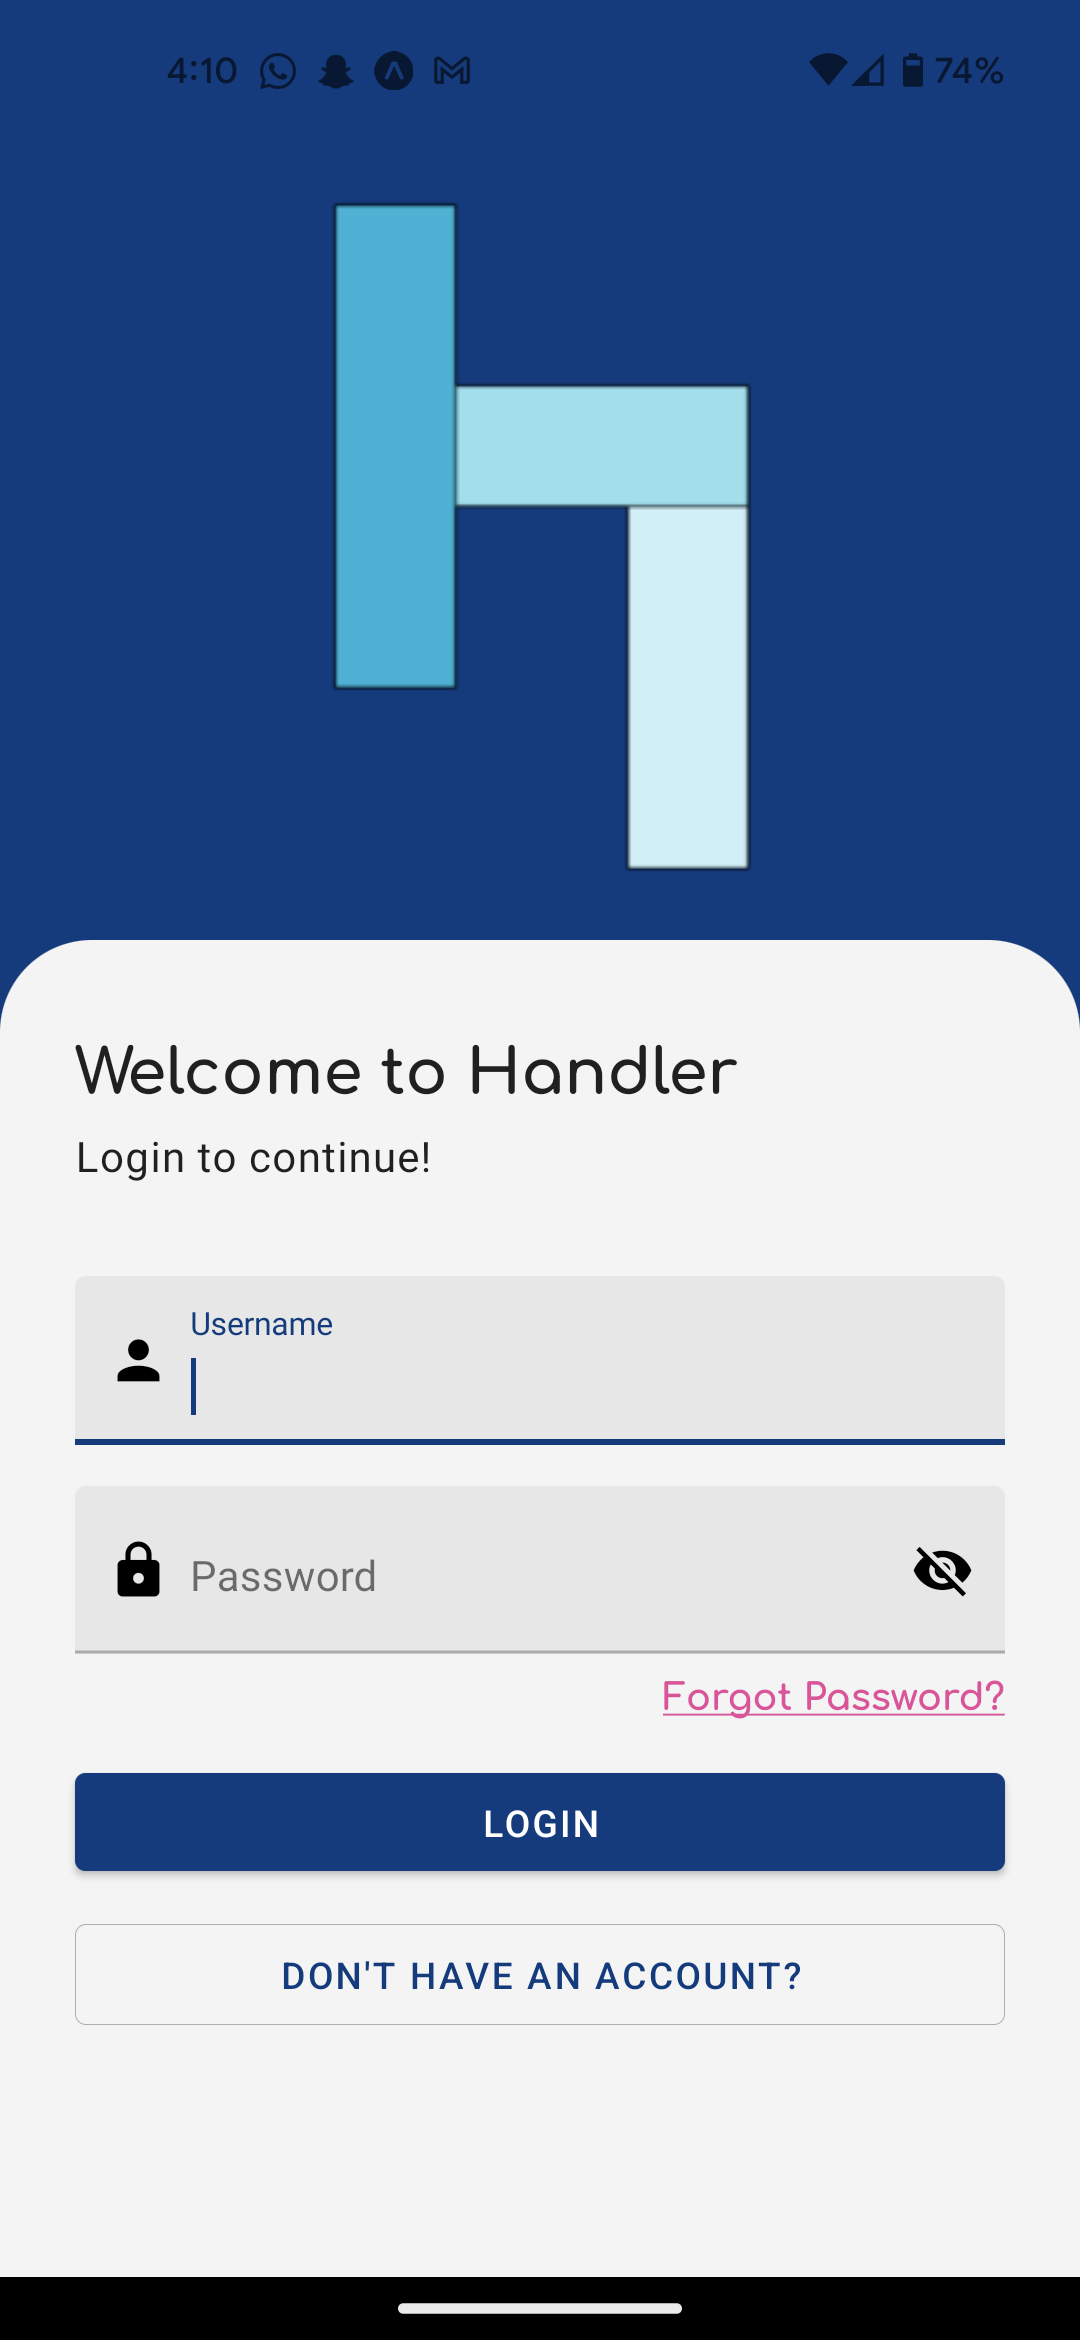 4:10 74%
Welcome to Handler
Login to continue!
Username
Password
Forgot Password?
LOGIN
DON'T HAVE AN ACCOUNT?